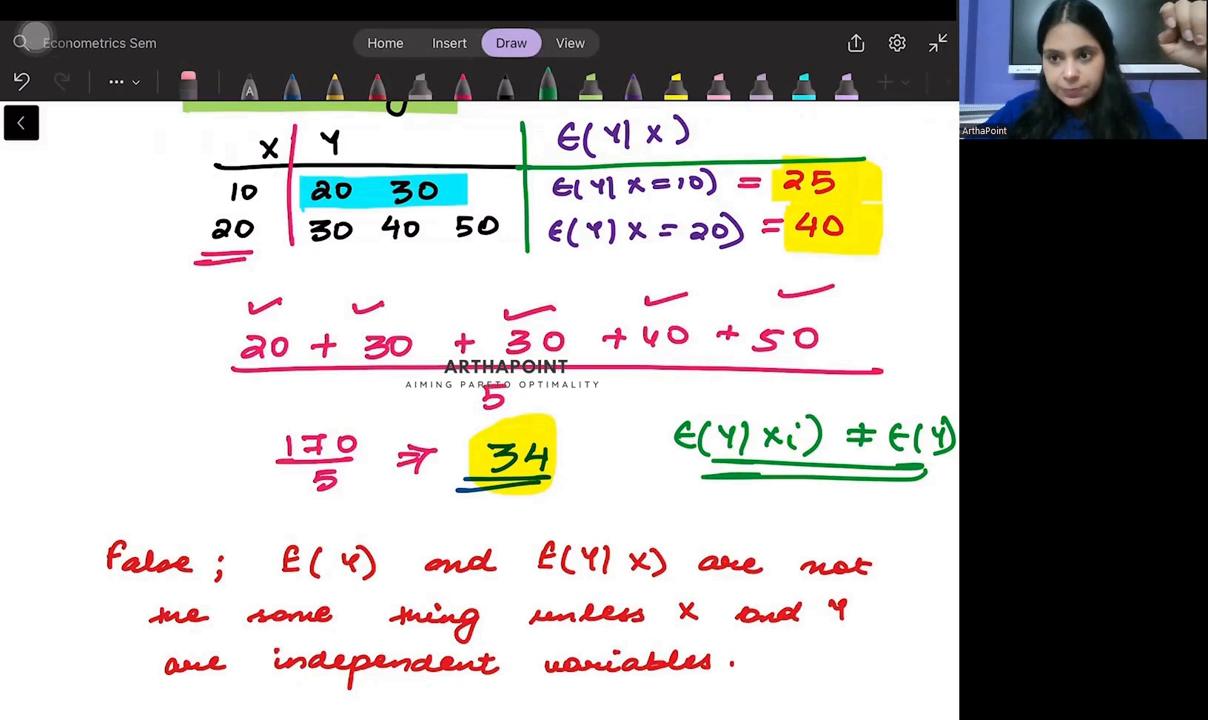 Econometrics Sem
Home Insert Draw View
A
X Y E(Y|X)
10 20 30 E(Y|X=10) = 25
20 30 40 50 E(Y|X=20) = 40
20 + 30 + 30 + 40 + 50
5
ARTHAPOINT
AIMING PARETO OPTIMALITY
170
5
⇒ 34
E(Y|Xi) ≠ E(Y)
False; E(Y) and E(Y|X) are not
the same thing unless X and Y
are independent variables.
ArthaPoint